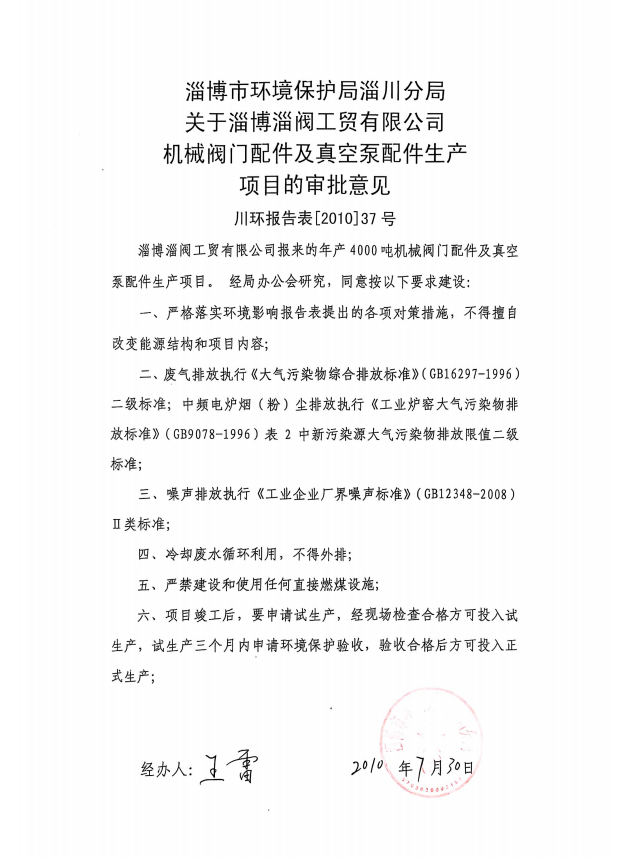 淄博市环境保护局淄川分局
关于淄博淄阀工贸有限公司
机械阀门配件及真空泵配件生产
项目的审批意见
川环报告表[2010]37 号
淄博淄阀工贸有限公司报来的年产 4000 吨机械阀门配件及真空
泵配件生产项目。 经局办公会研究，同意按以下要求建设:
一、严格落实环境影响报告表提出的各项对策措施，不得擅自
改变能源结构和项目内容;
二、废气排放执行《大气污染物综合排放标准》(GB16297-1996)
二级标准; 中频电炉烟（粉）尘排放执行《工业炉窑大气污染物排
放标准》(GB9078-1996) 表 2 中新污染源大气污染物排放限值二级
标准;
三、噪声排放执行《工业企业厂界噪声标准》(GB12348-2008)
Ⅱ类标准;
四、冷却废水循环利用，不得外排;
五、严禁建设和使用任何直接燃煤设施;
六、项目竣工后，要申请试生产，经现场检查合格方可投入试
生产，试生产三个月内申请环境保护验收，验收合格后方可投入正
式生产;
经办人: 王雷
2010 年 7 月 30 日